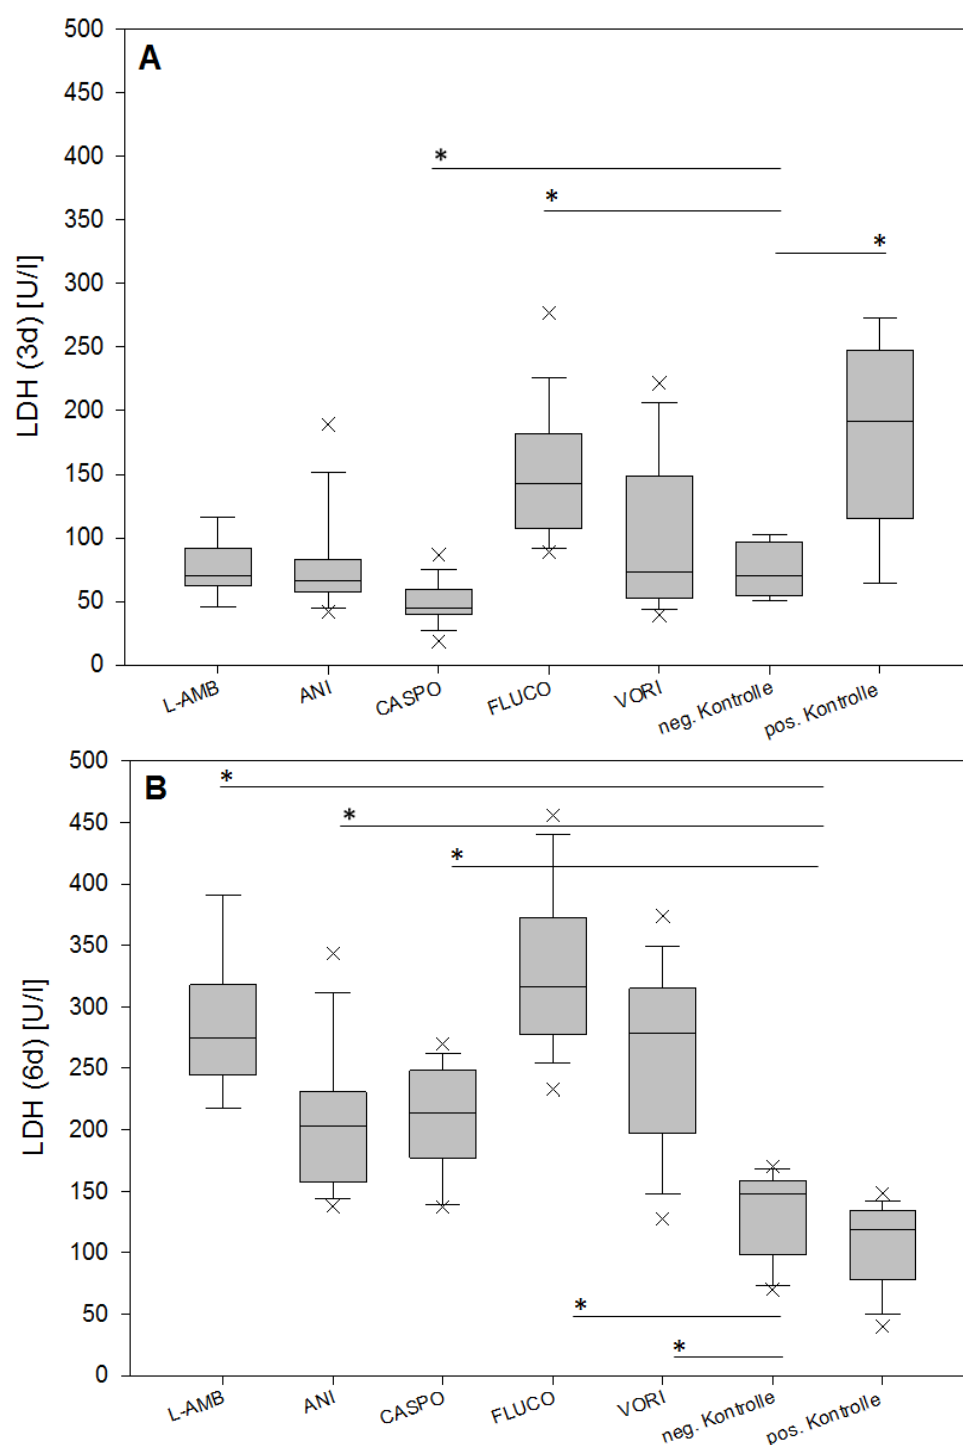 A
500
450
400
350
300
250
200
150
100
50
0
LDH (3d) [U/l]
*
*
*
L-AMB
ANI
CASPO
FLUCO
VORI
neg. Kontrolle
pos. Kontrolle
B
500
450
400
350
300
250
200
150
100
50
0
LDH (6d) [U/l]
*
*
*
*
*
L-AMB
ANI
CASPO
FLUCO
VORI
neg. Kontrolle
pos. Kontrolle